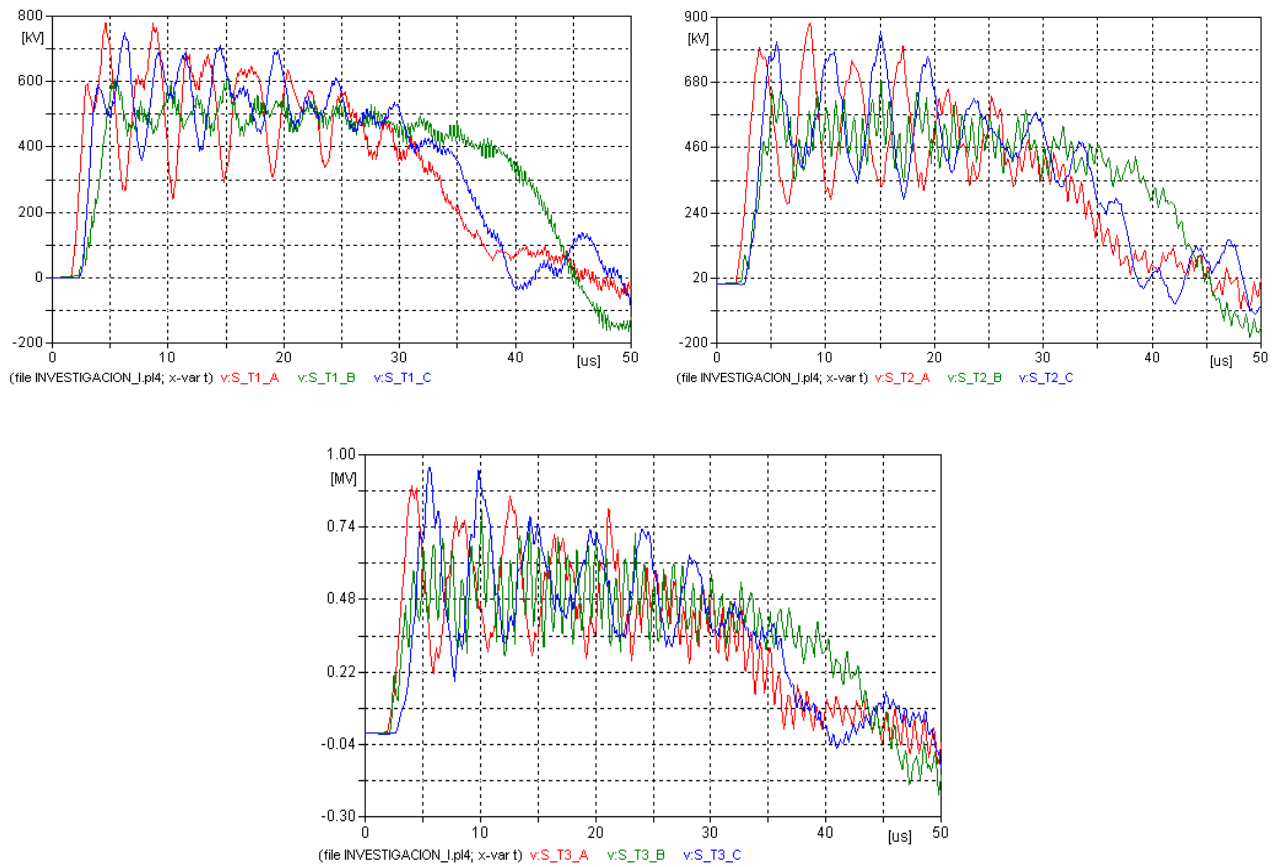 800
[kV]
600
400
200
0
-200
0 10 20 30 40 [us] 50
(file INVESTIGACION_I.pl4; x-var t) v:S_T1_A v:S_T1_B v:S_T1_C
900
[kV]
680
460
240
20
-200
0 10 20 30 40 [us] 50
(file INVESTIGACION_I.pl4; x-var t) v:S_T2_A v:S_T2_B v:S_T2_C
1.00
[MV]
0.74
0.48
0.22
-0.04
-0.30
0 10 20 30 40 [us] 50
(file INVESTIGACION_I.pl4; x-var t) v:S_T3_A v:S_T3_B v:S_T3_C